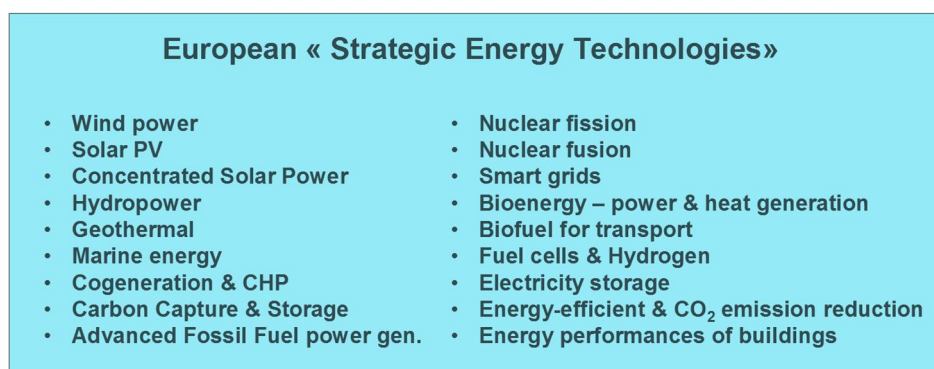 European « Strategic Energy Technologies»
• Wind power
• Solar PV
• Concentrated Solar Power
• Hydropower
• Geothermal
• Marine energy
• Cogeneration & CHP
• Carbon Capture & Storage
• Advanced Fossil Fuel power gen.
• Nuclear fission
• Nuclear fusion
• Smart grids
• Bioenergy – power & heat generation
• Biofuel for transport
• Fuel cells & Hydrogen
• Electricity storage
• Energy-efficient & CO₂ emission reduction
• Energy performances of buildings